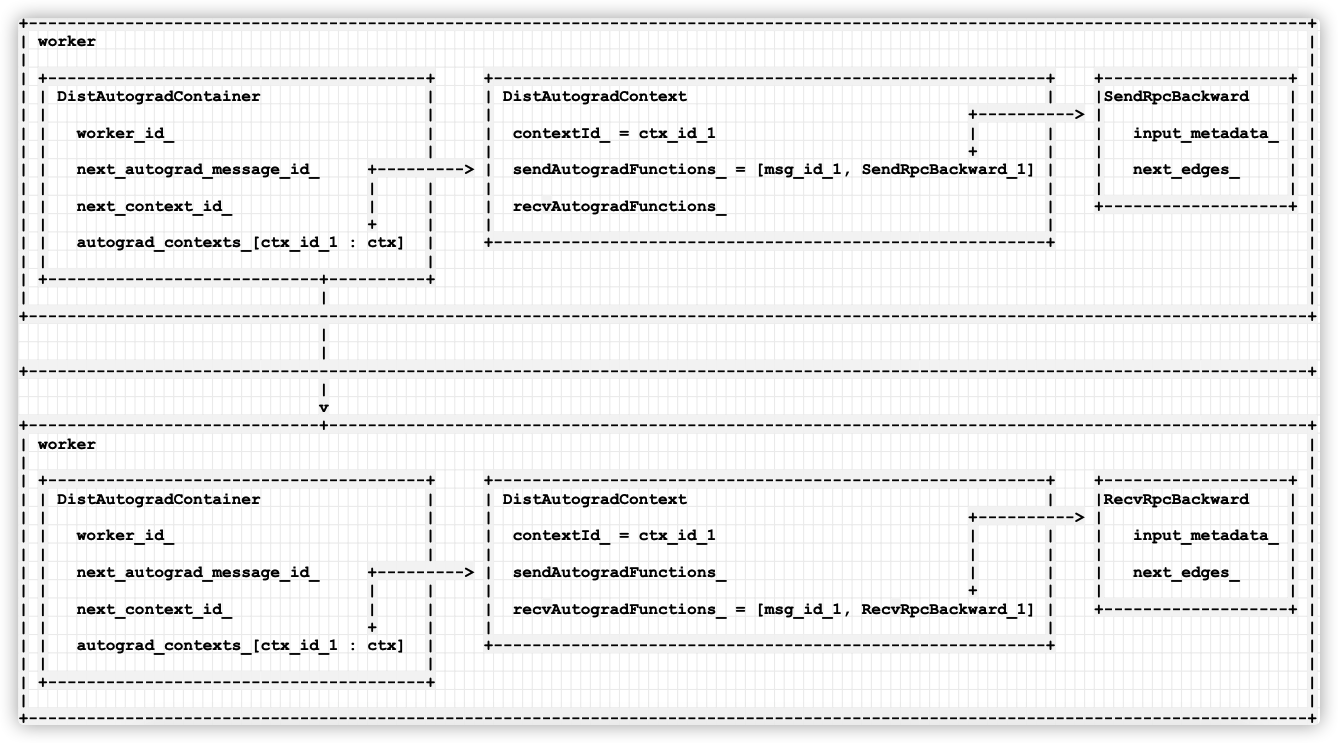 worker
DistAutogradContainer
worker_id_
next_autograd_message_id_
next_context_id_
autograd_contexts_[ctx_id_1 : ctx]
DistAutogradContext
contextId_ = ctx_id_1
sendAutogradFunctions_ = [msg_id_1, SendRpcBackward_1]
recvAutogradFunctions_
SendRpcBackward
input_metadata_
next_edges_
worker
DistAutogradContainer
worker_id_
next_autograd_message_id_
next_context_id_
autograd_contexts_[ctx_id_1 : ctx]
DistAutogradContext
contextId_ = ctx_id_1
sendAutogradFunctions_
recvAutogradFunctions_ = [msg_id_1, RecvRpcBackward_1]
RecvRpcBackward
input_metadata_
next_edges_